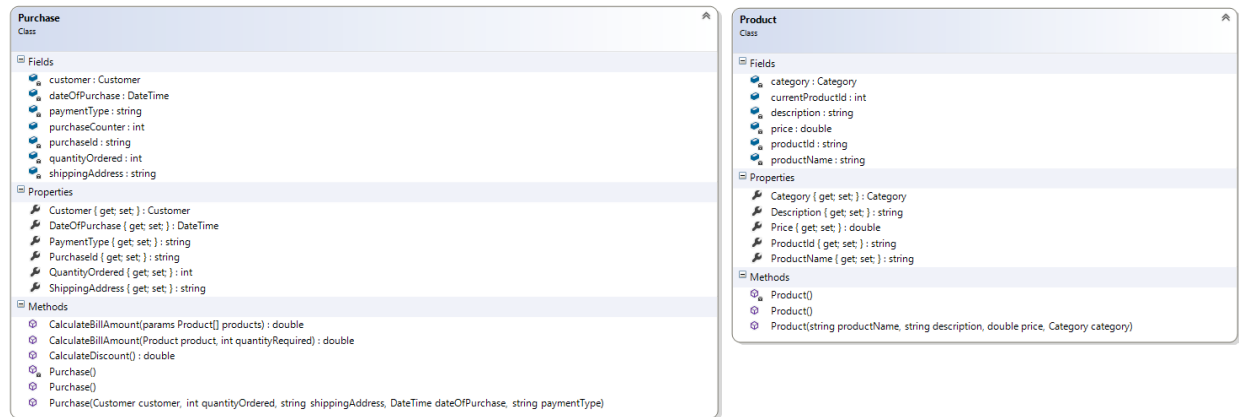 Purchase
Class
Fields
customer : Customer
dateOfPurchase : DateTime
paymentType : string
purchaseCounter : int
purchaseId : string
quantityOrdered : int
shippingAddress : string
Properties
Customer { get; set; } : Customer
DateOfPurchase { get; set; } : DateTime
PaymentType { get; set; } : string
PurchaseId { get; set; } : string
QuantityOrdered { get; set; } : int
ShippingAddress { get; set; } : string
Methods
CalculateBillAmount(params Product[] products) : double
CalculateBillAmount(Product product, int quantityRequired) : double
CalculateDiscount() : double
Purchase()
Purchase()
Purchase(Customer customer, int quantityOrdered, string shippingAddress, DateTime dateOfPurchase, string paymentType)
Product
Class
Fields
category : Category
currentProductId : int
description : string
price : double
productId : string
productName : string
Properties
Category { get; set; } : Category
Description { get; set; } : string
Price { get; set; } : double
ProductId { get; set; } : string
ProductName { get; set; } : string
Methods
Product()
Product()
Product(string productName, string description, double price, Category category)